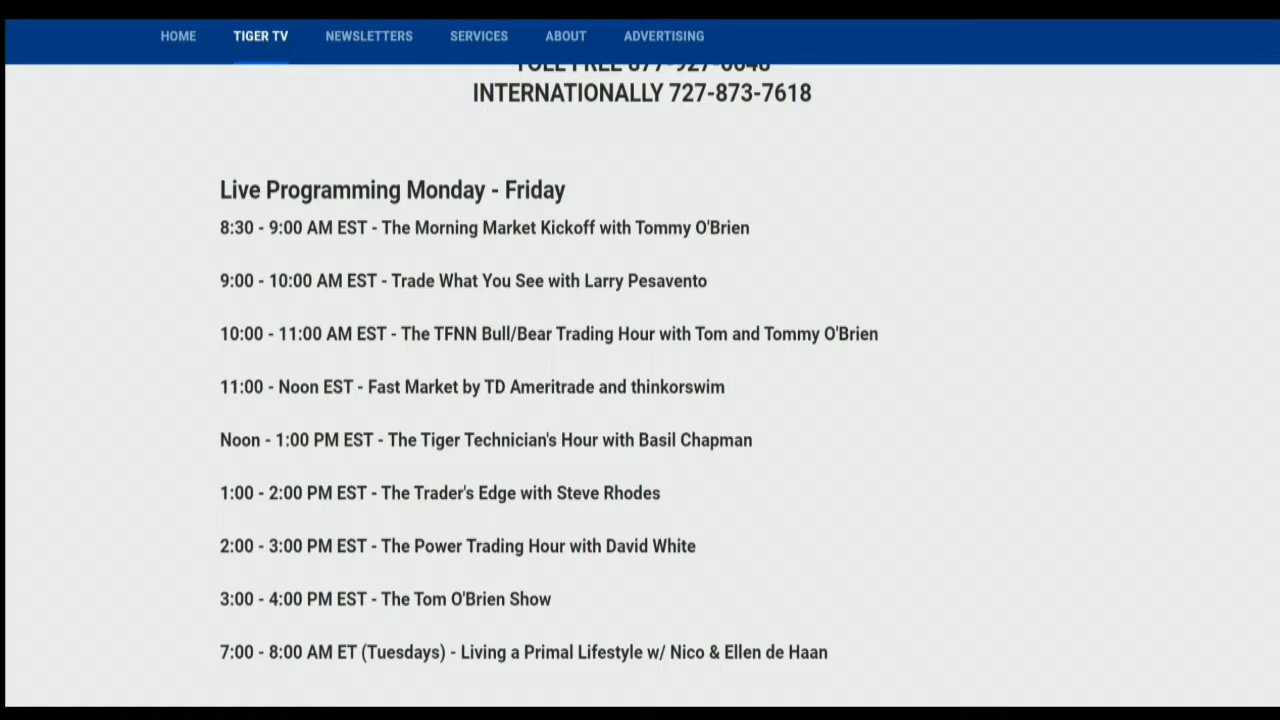 HOME TIGER TV NEWSLETTERS SERVICES ABOUT ADVERTISING
TOLL FREE 877-927-6648
INTERNATIONALLY 727-873-7618
Live Programming Monday - Friday
8:30 - 9:00 AM EST - The Morning Market Kickoff with Tommy O'Brien
9:00 - 10:00 AM EST - Trade What You See with Larry Pesavento
10:00 - 11:00 AM EST - The TFNN Bull/Bear Trading Hour with Tom and Tommy O'Brien
11:00 - Noon EST - Fast Market by TD Ameritrade and thinkorswim
Noon - 1:00 PM EST - The Tiger Technician's Hour with Basil Chapman
1:00 - 2:00 PM EST - The Trader's Edge with Steve Rhodes
2:00 - 3:00 PM EST - The Power Trading Hour with David White
3:00 - 4:00 PM EST - The Tom O'Brien Show
7:00 - 8:00 AM ET (Tuesdays) - Living a Primal Lifestyle w/ Nico & Ellen de Haan